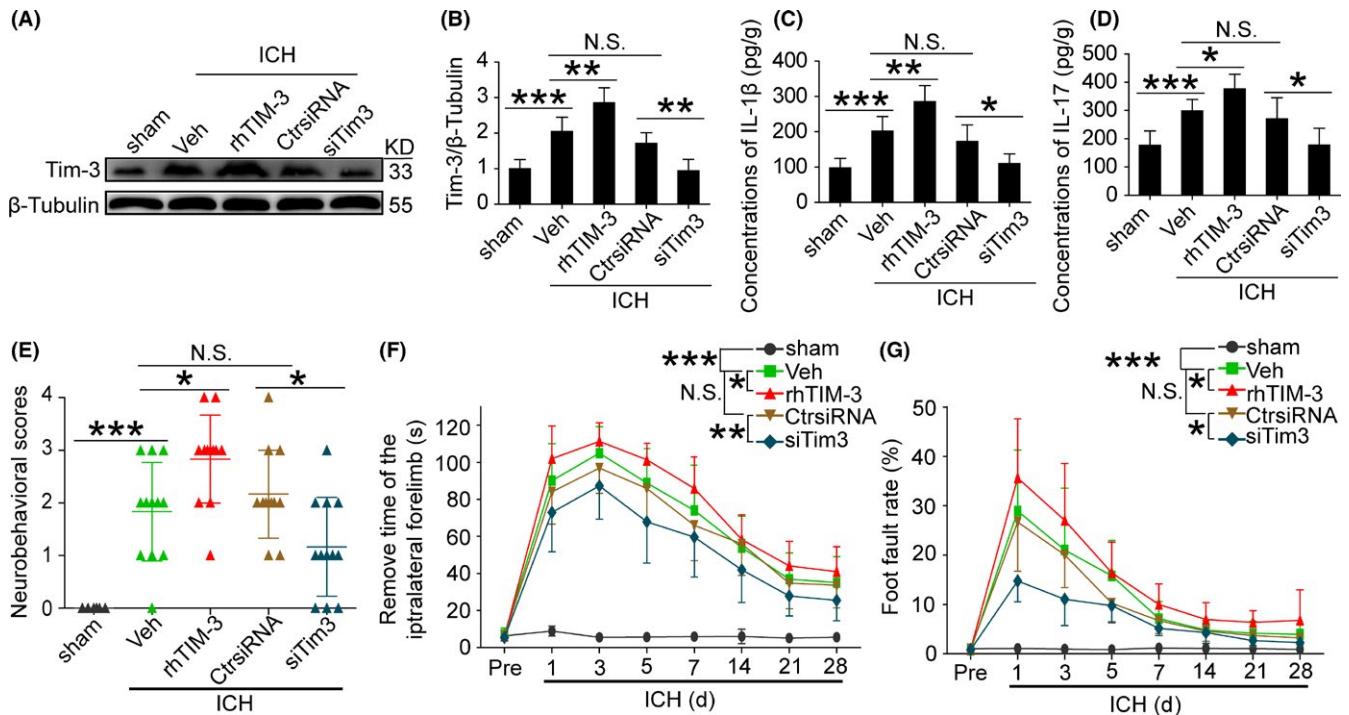 (A)
ICH
sham
Veh
rhTIM-3
CtrsiRNA
siTim3
KD
Tim-3
33
β-Tubulin
55
(B)
N.S.
**
***
**
Tim-3/β-Tubulin
4
3
2
1
0
sham
Veh
rhTIM-3
CtrsiRNA
siTim3
ICH
(C)
N.S.
**
***
*
Concentrations of IL-1β (pg/g)
400
300
200
100
0
sham
Veh
rhTIM-3
CtrsiRNA
siTim3
ICH
(D)
N.S.
*
***
*
Concentrations of IL-17 (pg/g)
500
400
300
200
100
0
sham
Veh
rhTIM-3
CtrsiRNA
siTim3
ICH
(E)
N.S.
*
*
***
Neurobehavioral scores
4
3
2
1
0
sham
Veh
rhTIM-3
CtrsiRNA
siTim3
ICH
(F)
sham
***
Veh
*
rhTIM-3
N.S.
CtrsiRNA
**
siTim3
Remove time of the
iptralateral forelimb (s)
120
100
80
60
40
20
0
Pre 1 3 5 7 14 21 28
ICH (d)
(G)
sham
***
Veh
*
rhTIM-3
N.S.
CtrsiRNA
*
siTim3
Foot fault rate (%)
50
40
30
20
10
0
Pre 1 3 5 7 14 21 28
ICH (d)